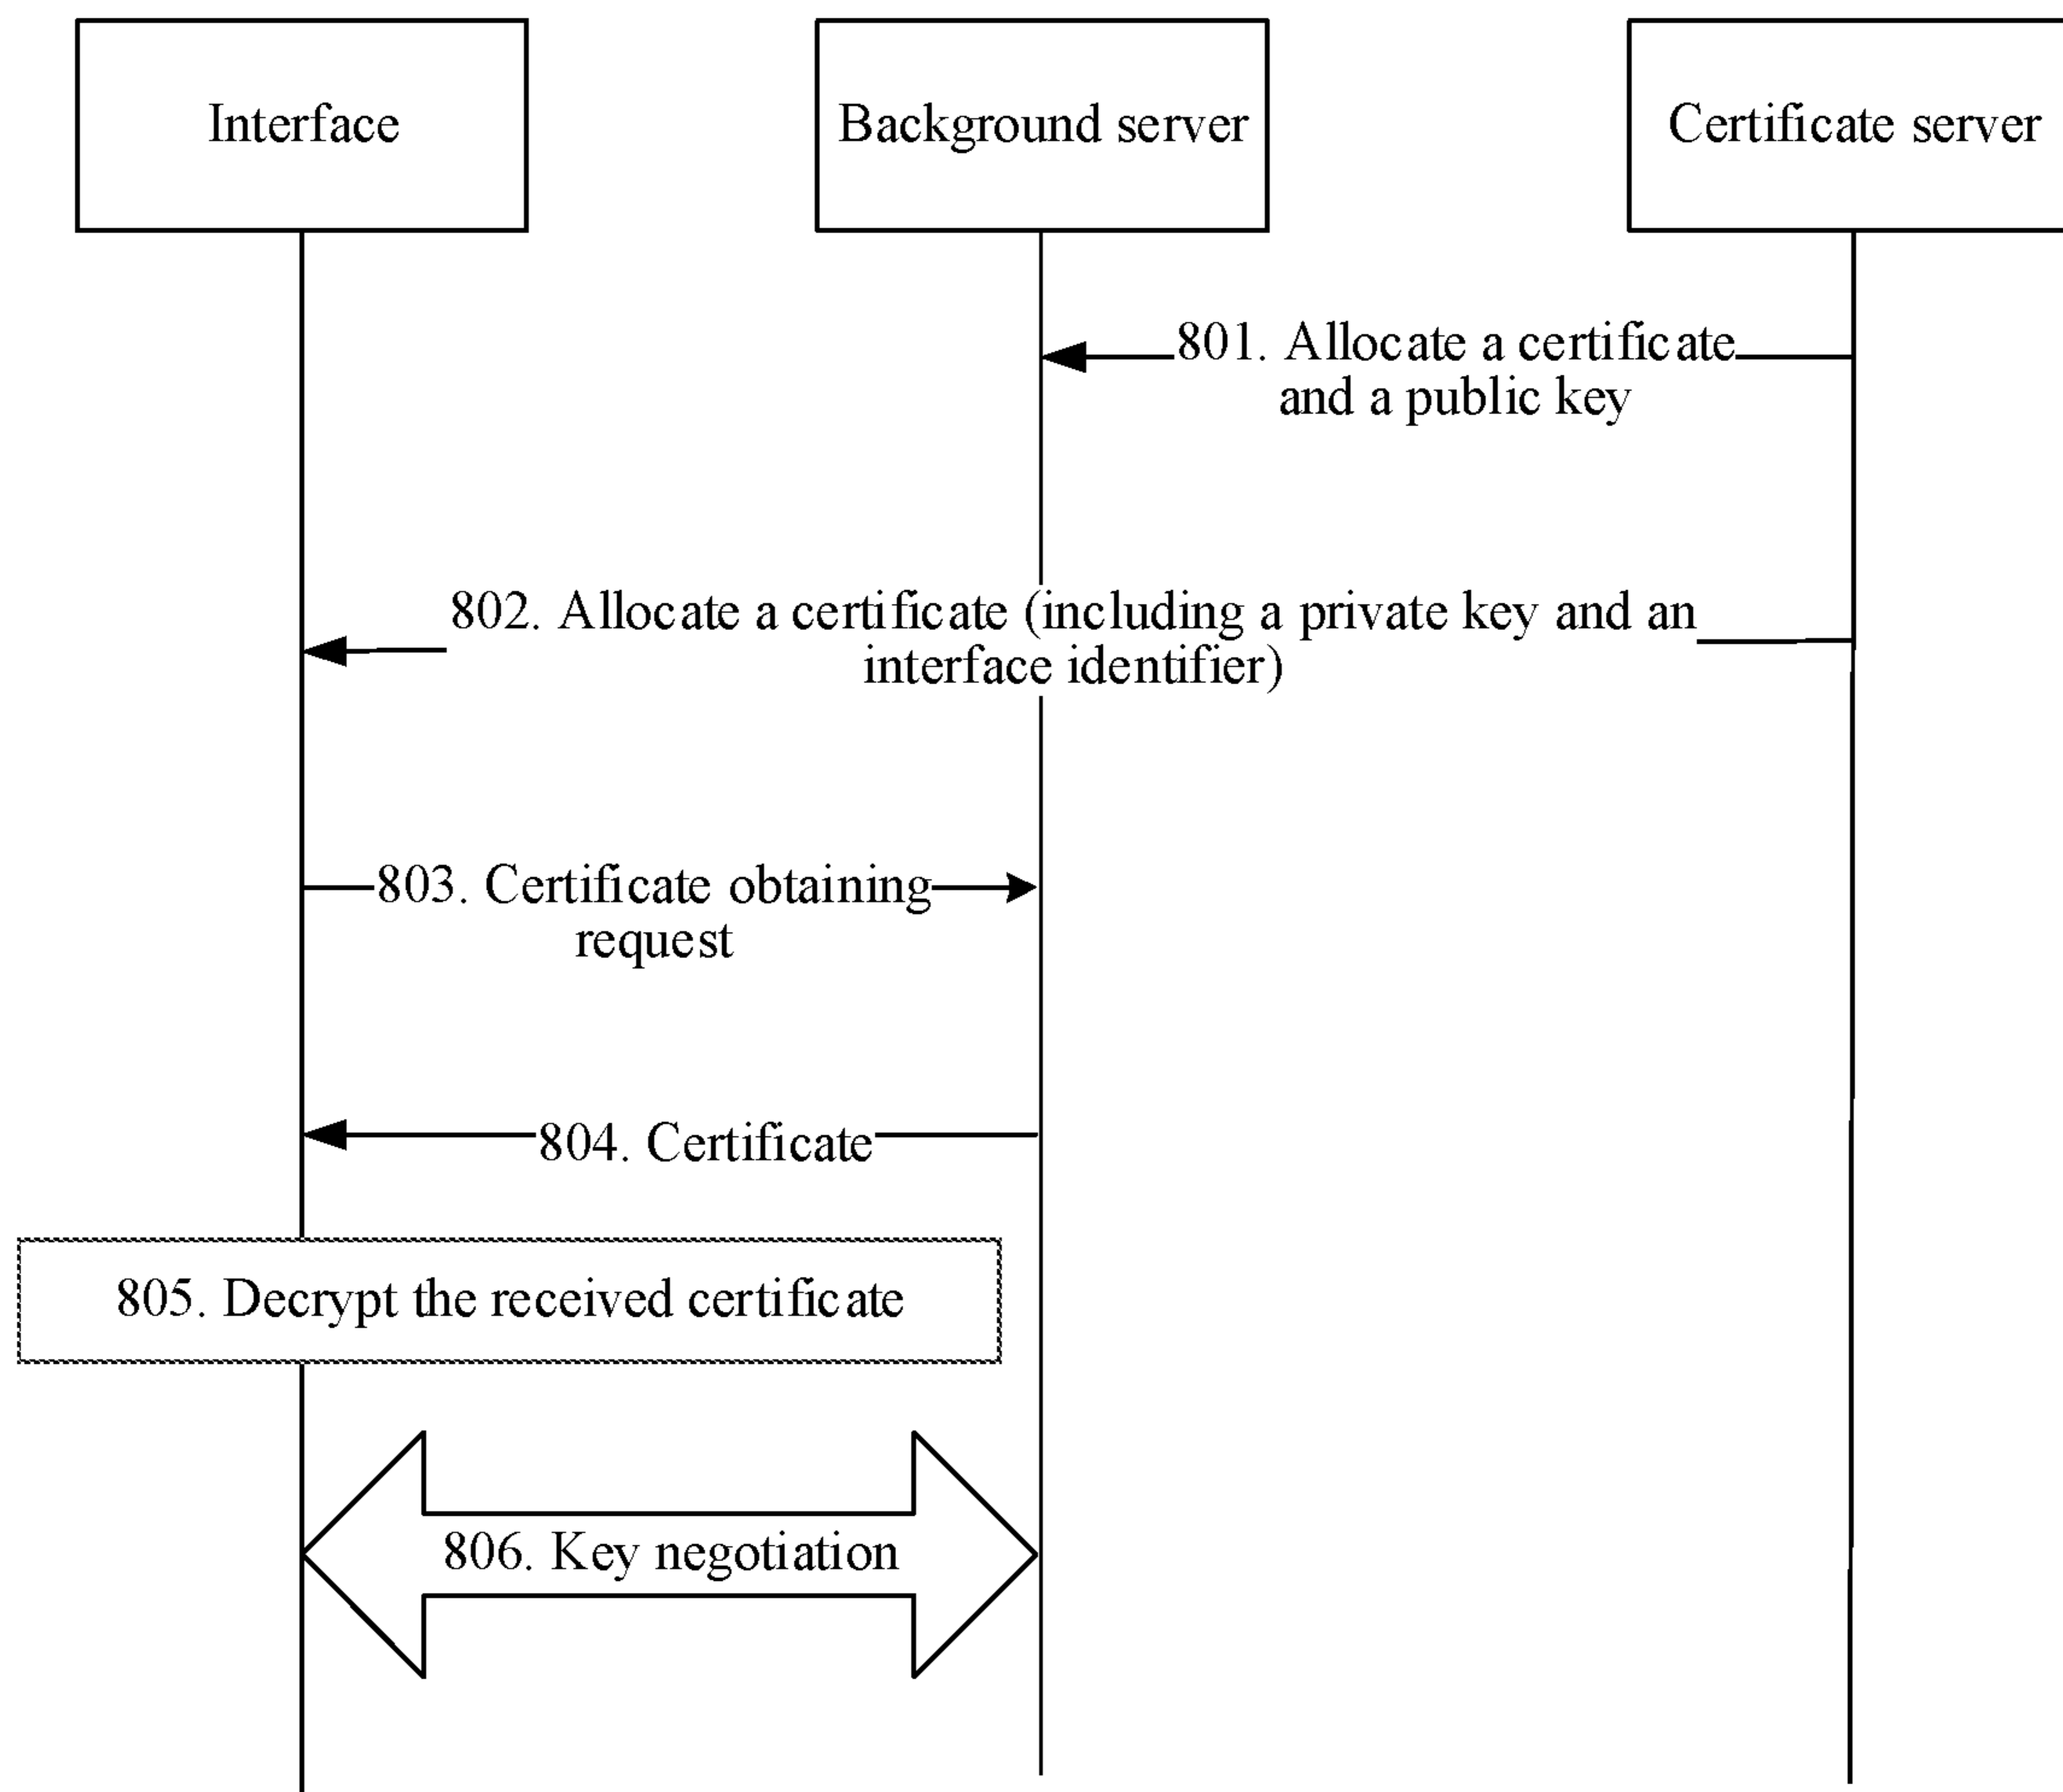 Interface
Background server
Certificate server
801. Allocate a certificate
and a public key
802. Allocate a certificate (including a private key and an
interface identifier)
803. Certificate obtaining
request
804. Certificate
805. Decrypt the received certificate
806. Key negotiation